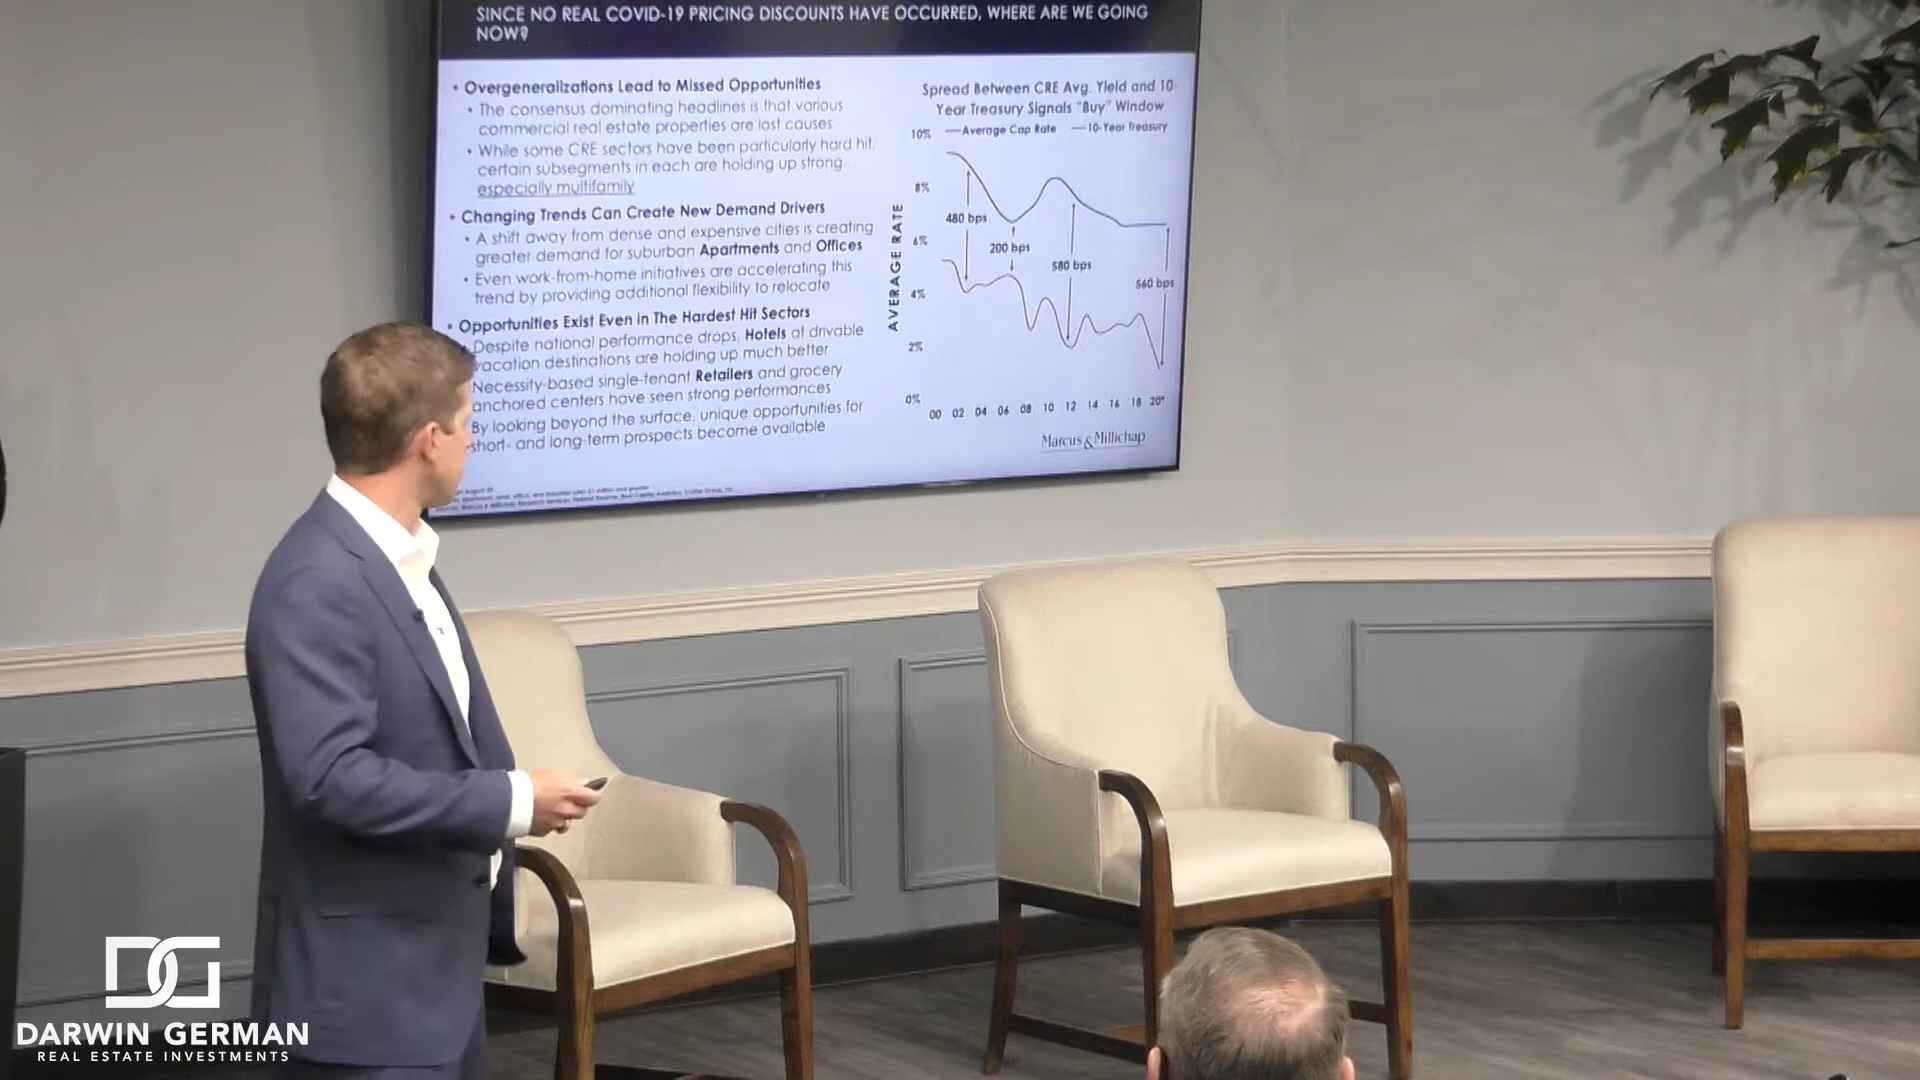 SINCE NO REAL COVID-19 PRICING DISCOUNTS HAVE OCCURRED, WHERE ARE WE GOING
NOW?
• Overgeneralizations Lead to Missed Opportunities
• The consensus dominating headlines is that various
commercial real estate properties are lost causes
• While some CRE sectors have been particularly hard hit,
certain subsegments in each are holding up strong
especially multifamily
• Changing Trends Can Create New Demand Drivers
• A shift away from dense and expensive cities is creating
greater demand for suburban Apartments and Offices
• Even work-from-home initiatives are accelerating this
trend by providing additional flexibility to relocate
• Opportunities Exist Even in The Hardest Hit Sectors
Despite national performance drops, Hotels at drivable
vacation destinations are holding up much better
Necessity-based single-tenant Retailers and grocery
anchored centers have seen strong performances
By looking beyond the surface, unique opportunities for
short- and long-term prospects become available
Spread Between CRE Avg. Yield and 10-
Year Treasury Signals "Buy" Window
Average Cap Rate 10-Year Treasury
10%
8%
6%
4%
2%
0%
AVERAGE RATE
480 bps
200 bps
580 bps
560 bps
00 02 04 06 08 10 12 14 16 18 20*
Marcus & Millichap
DG
DARWIN GERMAN
REAL ESTATE INVESTMENTS